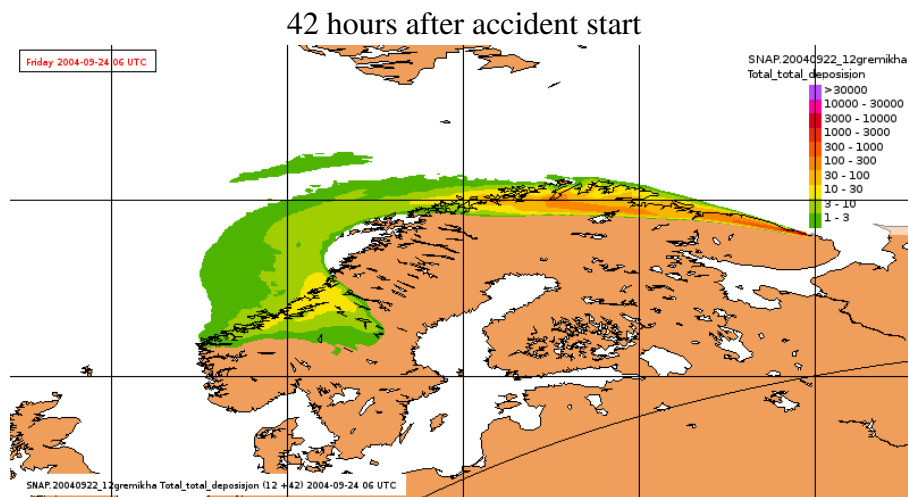 42 hours after accident start
Friday 2004-09-24 06 UTC
SNAP.20040922_12gremikha
Total_total_deposisjon
>30000
10000 - 30000
3000 - 10000
1000 - 3000
300 - 1000
100 - 300
30 - 100
10 - 30
3 - 10
1 - 3
SNAP.20040922_12gremikha Total_total_deposisjon (12 +42) 2004-09-24 06 UTC